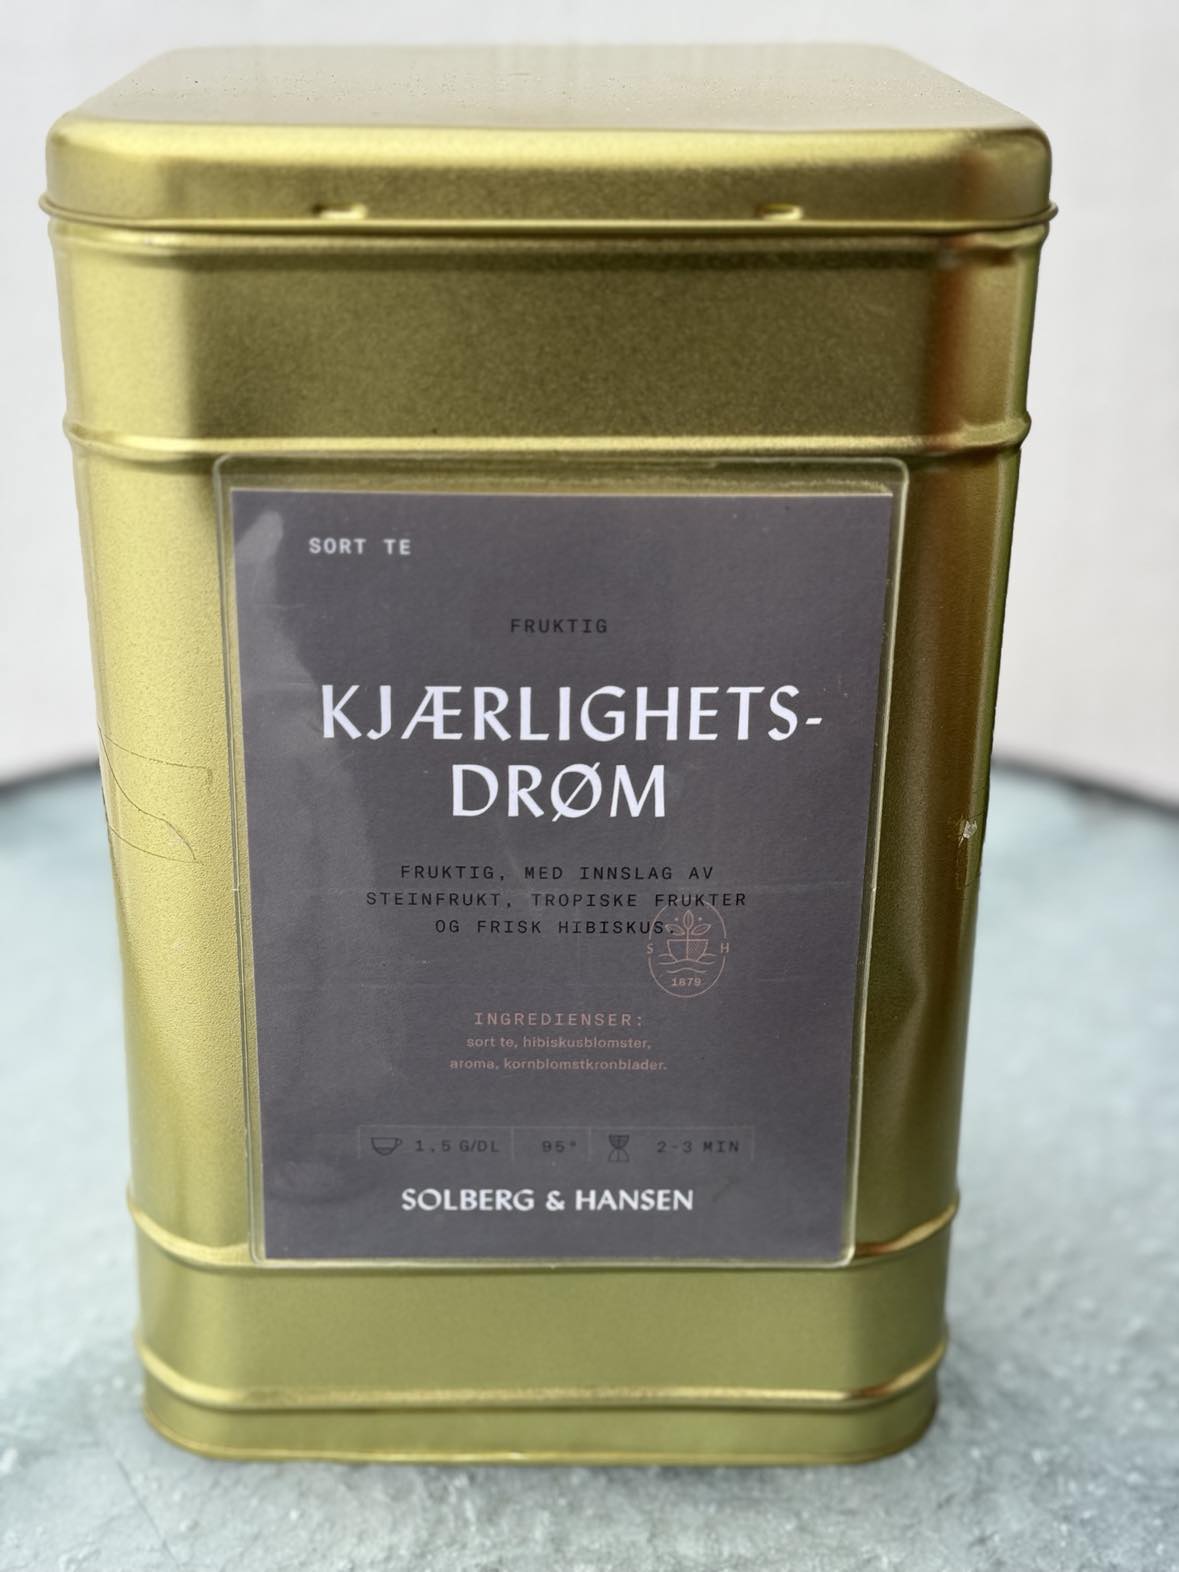 SORT TE
FRUKTIG
KJÆRLIGHETS-
DRØM
FRUKTIG, MED INNSLAG AV
STEINFRUKT, TROPISKE FRUKTER
OG FRISK HIBISKUS.
S H
1879
INGREDIENSER:
sort te, hibiskusblomster,
aroma, kornblomstkronblader.
1,5 G/DL 95° 2-3 MIN
SOLBERG & HANSEN